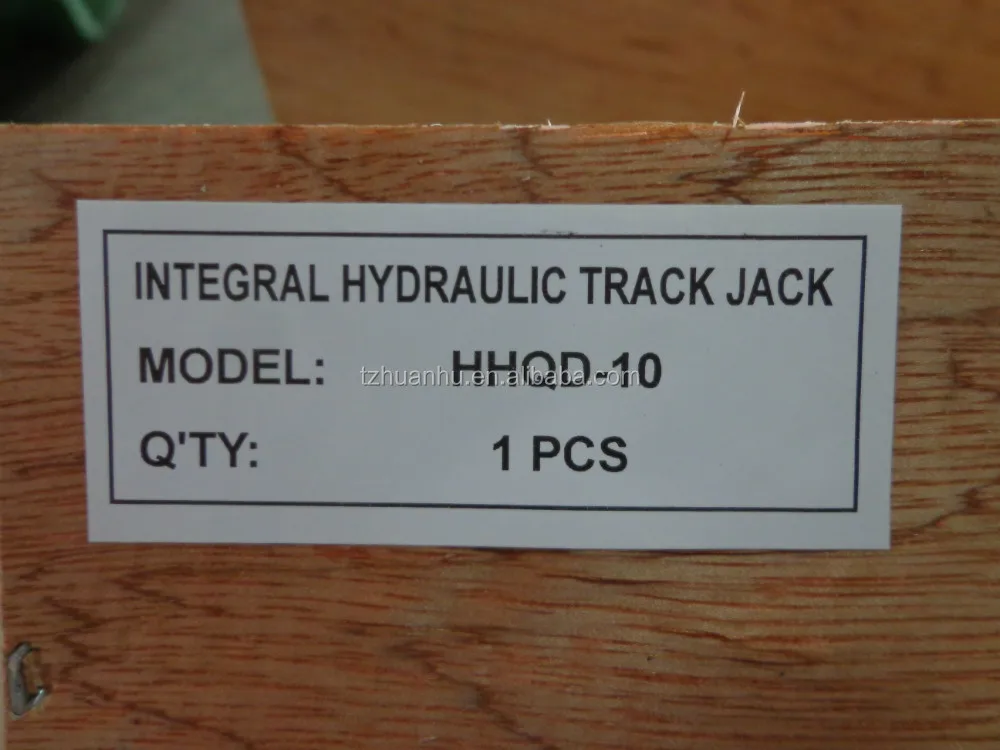 INTEGRAL HYDRAULIC TRACK JACK
MODEL: HHQD-10
tzhuanhu.en.alibaba.com
Q'TY: 1 PCS